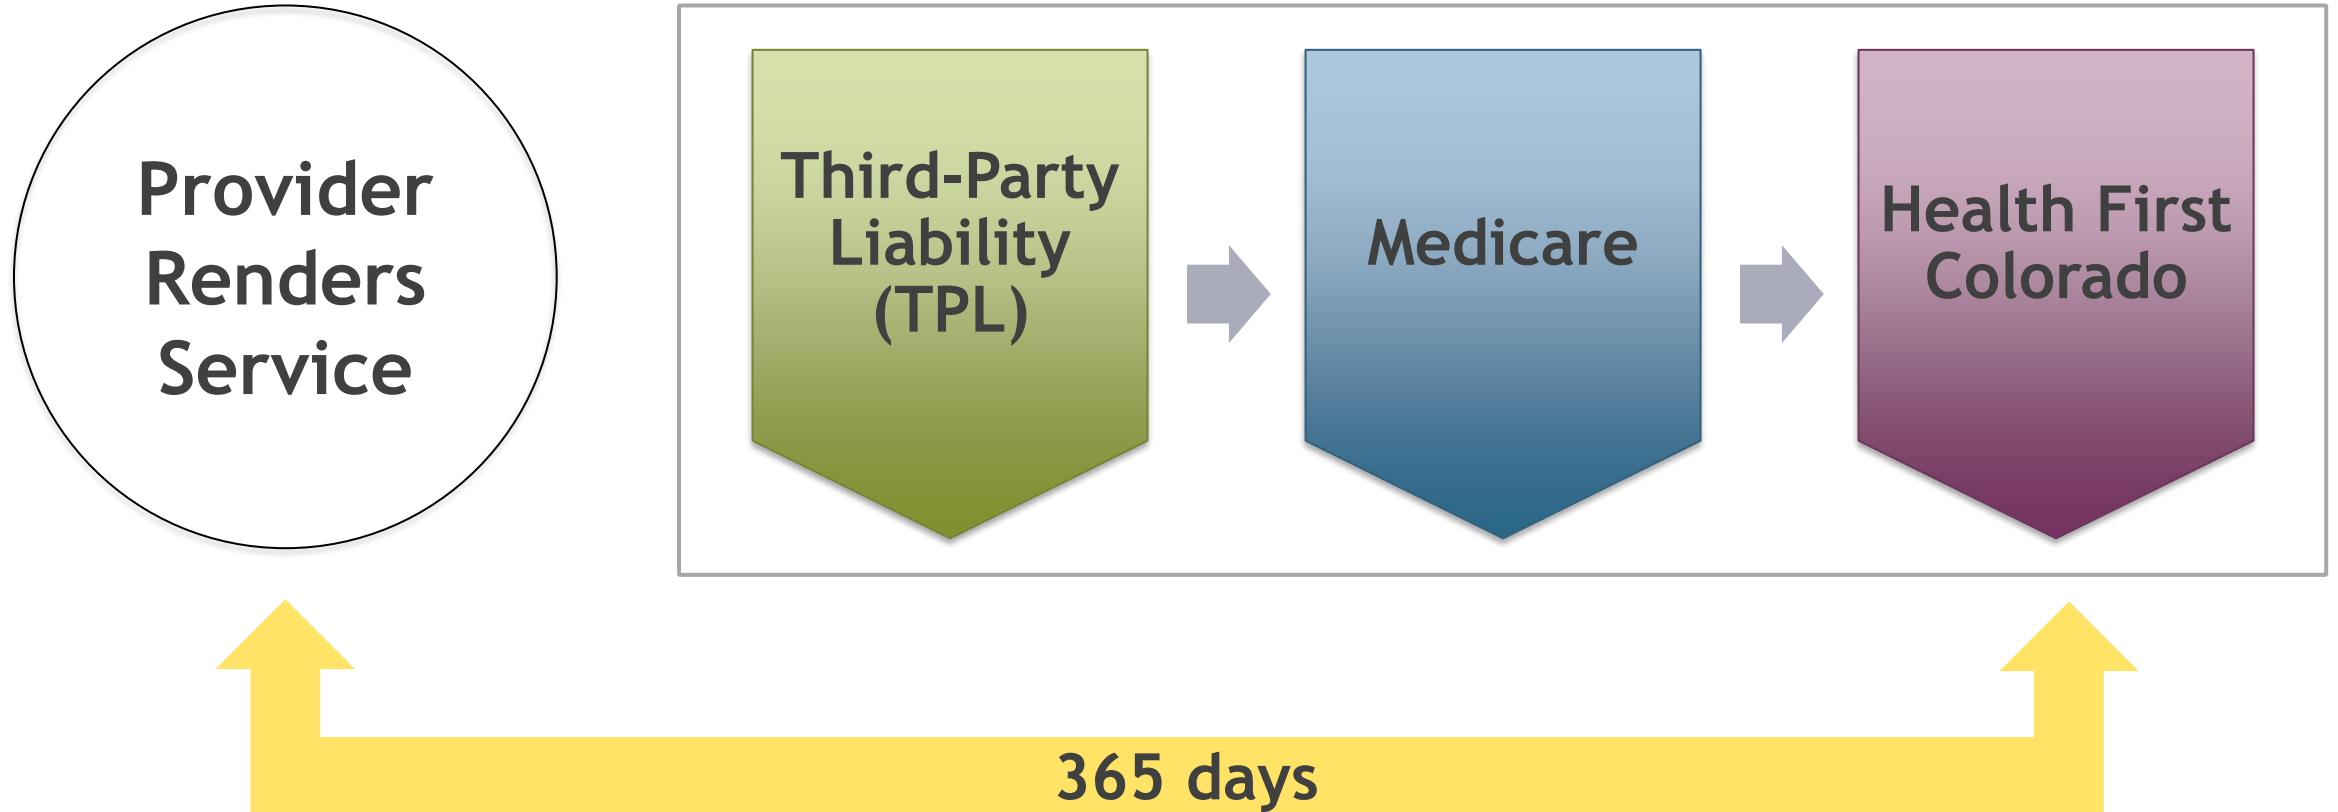 Provider
Renders
Service
Third-Party
Liability
(TPL)
Medicare
Health First
Colorado
365 days